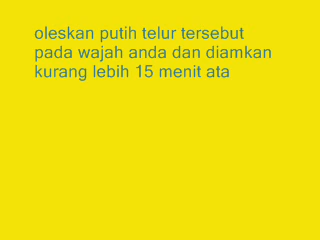 oleskan putih telur tersebut
pada wajah anda dan diamkan
kurang lebih 15 menit ata